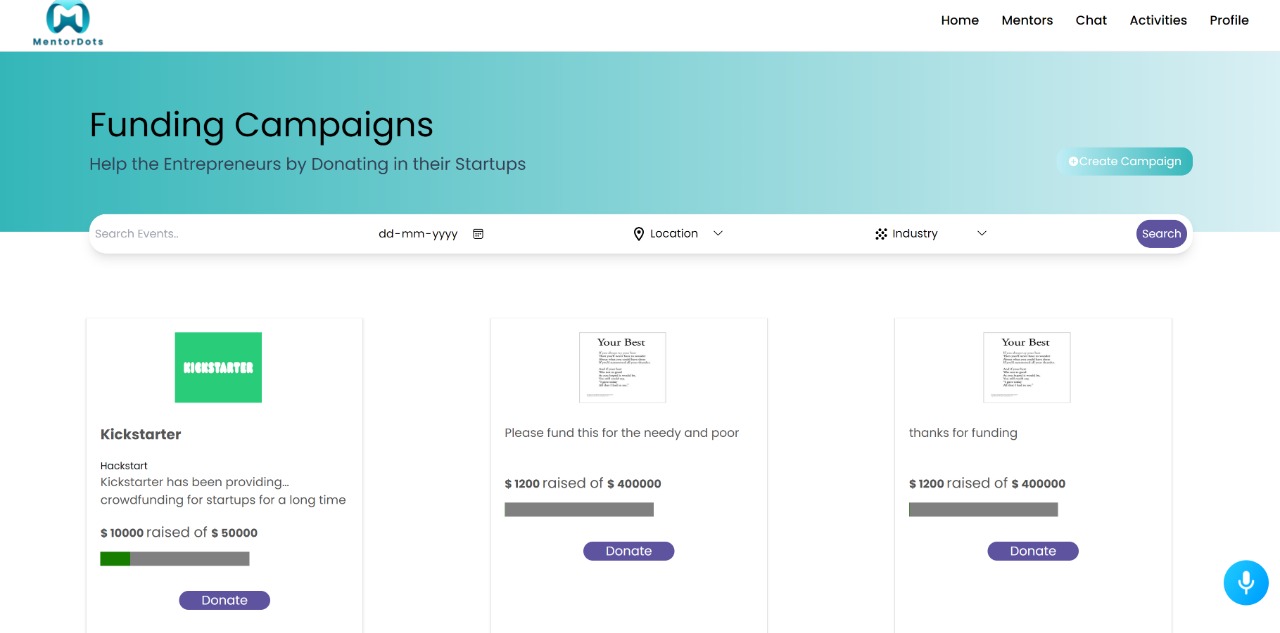 MentorDots
Home Mentors Chat Activities Profile
Funding Campaigns
Help the Entrepreneurs by Donating in their Startups
Create Campaign
Search Events.. dd-mm-yyyy Location Industry Search
KICKSTARTER
Kickstarter
Hackstart
Kickstarter has been providing...
crowdfunding for startups for a long time
$ 10000 raised of $ 50000
Donate
Your Best
Please fund this for the needy and poor
$ 1200 raised of $ 400000
Donate
Your Best
thanks for funding
$ 1200 raised of $ 400000
Donate